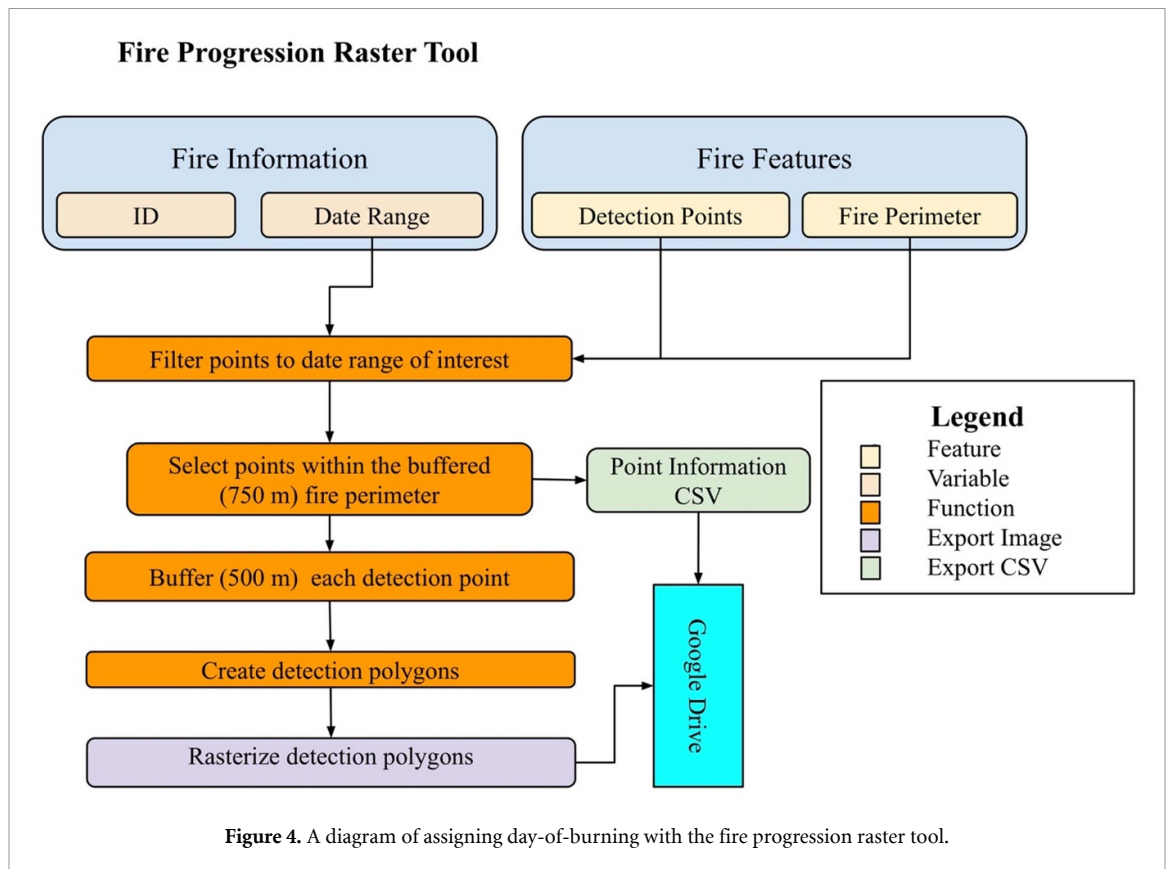 Fire Progression Raster Tool
Fire Information
Fire Features
ID
Date Range
Detection Points
Fire Perimeter
Filter points to date range of interest
Select points within the buffered
(750 m) fire perimeter
Point Information
CSV
Buffer (500 m) each detection point
Create detection polygons
Rasterize detection polygons
Google Drive
Legend
Feature
Variable
Function
Export Image
Export CSV
Figure 4. A diagram of assigning day-of-burning with the fire progression raster tool.